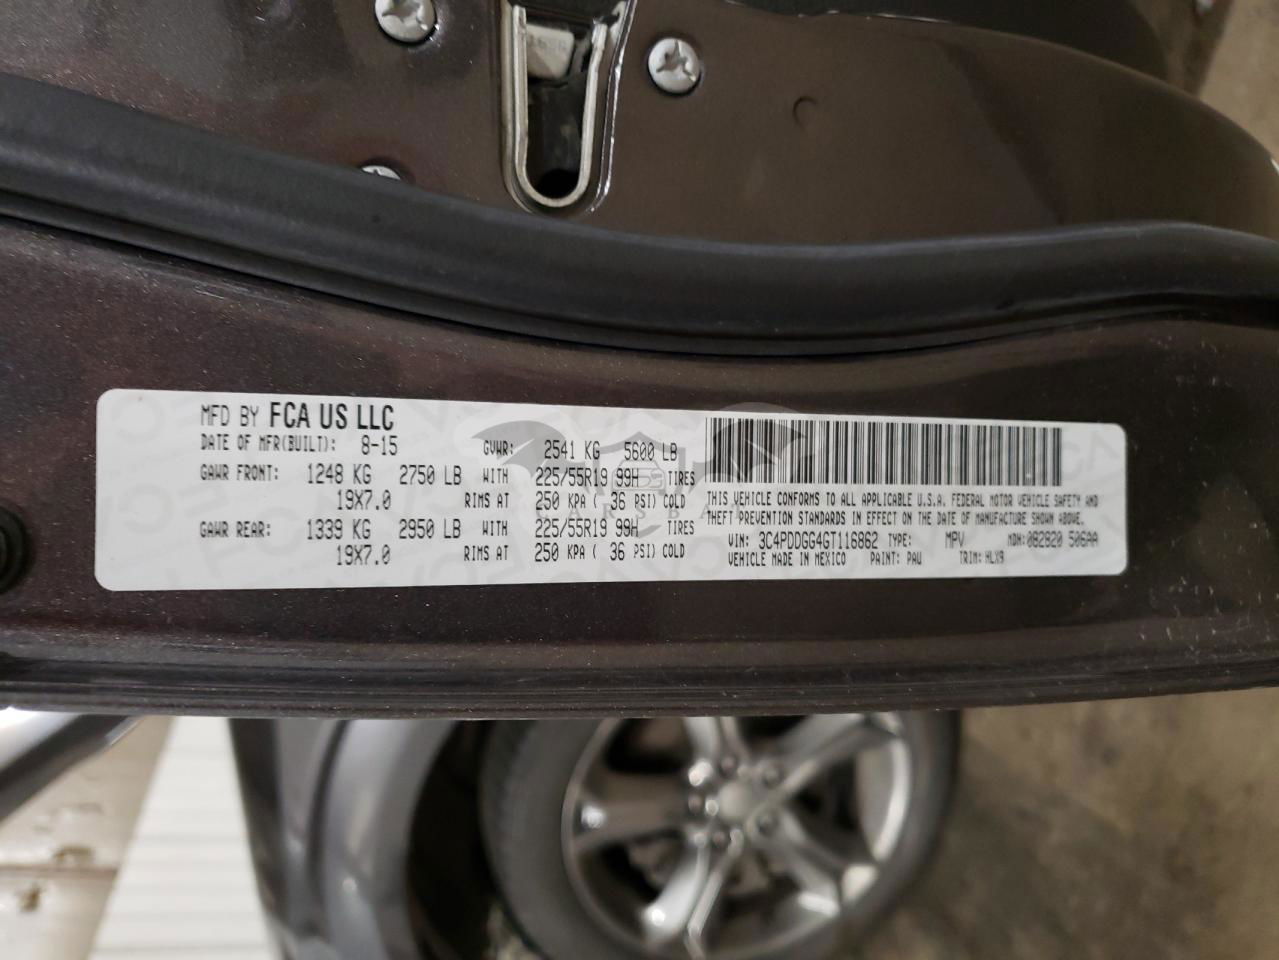 MFD BY FCA US LLC
DATE OF MFR(BUILT): 8-15 GVWR: 2541 KG 5600 LB
GAWR FRONT: 1248 KG 2750 LB WITH 225/55R19 99H TIRES
19X7.0 RIMS AT 250 KPA ( 36 PSI) COLD
GAWR REAR: 1339 KG 2950 LB WITH 225/55R19 99H TIRES
19X7.0 RIMS AT 250 KPA ( 36 PSI) COLD
THIS VEHICLE CONFORMS TO ALL APPLICABLE U.S.A. FEDERAL MOTOR VEHICLE SAFETY AND
THEFT PREVENTION STANDARDS IN EFFECT ON THE DATE OF MANUFACTURE SHOWN ABOVE.
VIN: 3C4PDDGG4GT116862 TYPE: MPV MDH: 082820 506AA
VEHICLE MADE IN MEXICO PAINT: PAU TRIM: HLX9